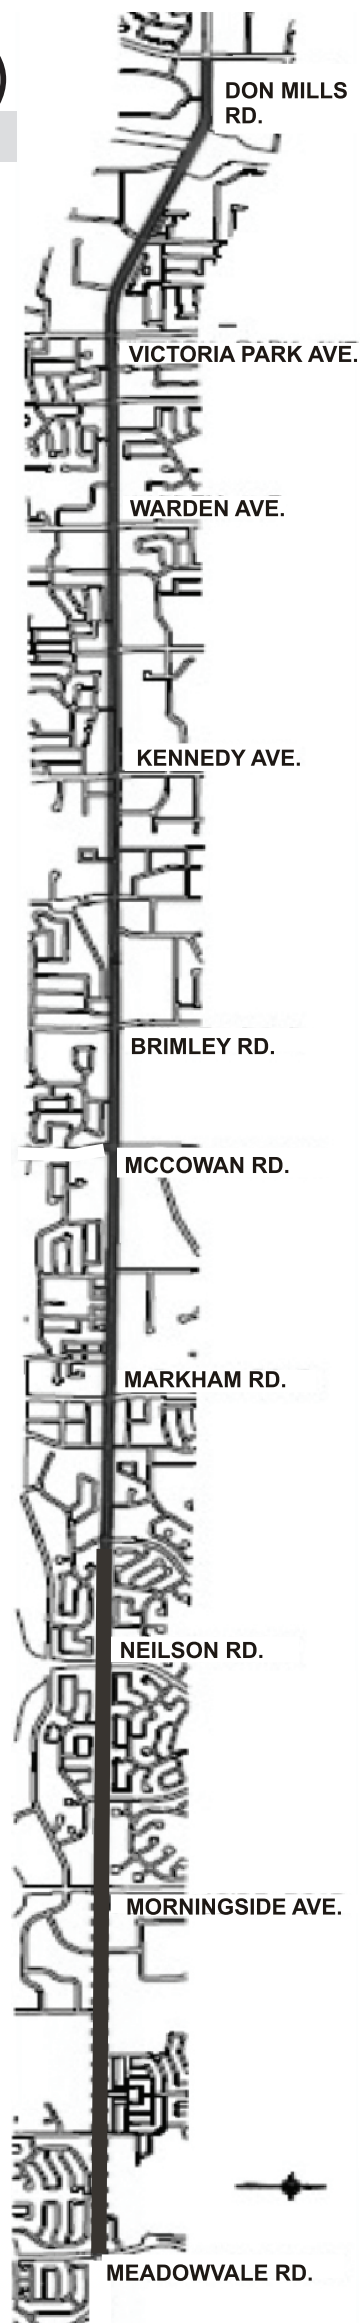 DON MILLS
RD.
VICTORIA PARK AVE.
WARDEN AVE.
KENNEDY AVE.
BRIMLEY RD.
MCCOWAN RD.
MARKHAM RD.
NEILSON RD.
MORNINGSIDE AVE.
MEADOWVALE RD.